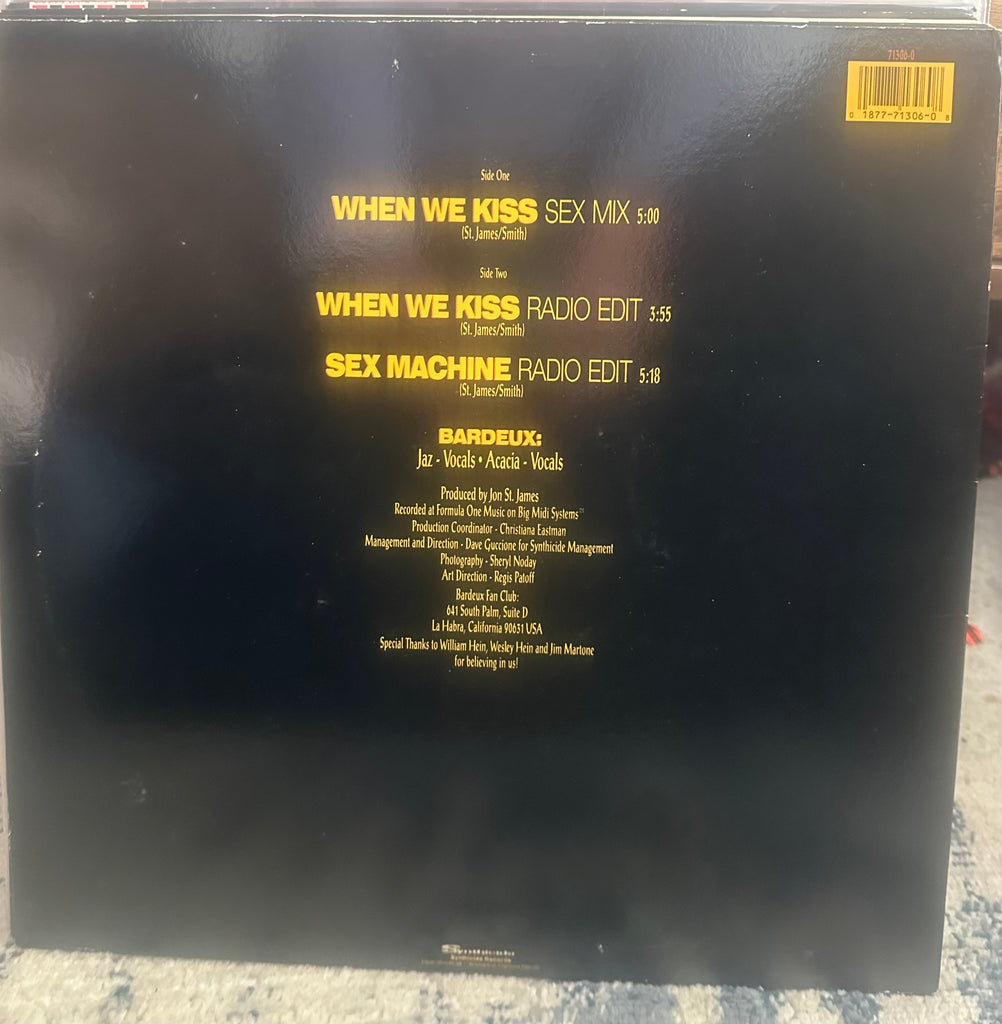 71306-0
0 1877-71306-0 8
Side One
WHEN WE KISS SEX MIX 5:00
(St. James/Smith)
Side Two
WHEN WE KISS RADIO EDIT 3:55
(St. James/Smith)
SEX MACHINE RADIO EDIT 5:18
(St. James/Smith)
BARDEUX:
Jaz - Vocals • Acacia - Vocals
Produced by Jon St. James
Recorded at Formula One Music on Big Midi Systems™
Production Coordinator - Christiana Eastman
Management and Direction - Dave Guccione for Synthicide Management
Photography - Sheryl Noday
Art Direction - Regis Patoff
Bardeux Fan Club:
641 South Palm, Suite D
La Habra, California 90631 USA
Special Thanks to William Hein, Wesley Hein and Jim Martone
for believing in us!
Synthicide
Synthicide Records